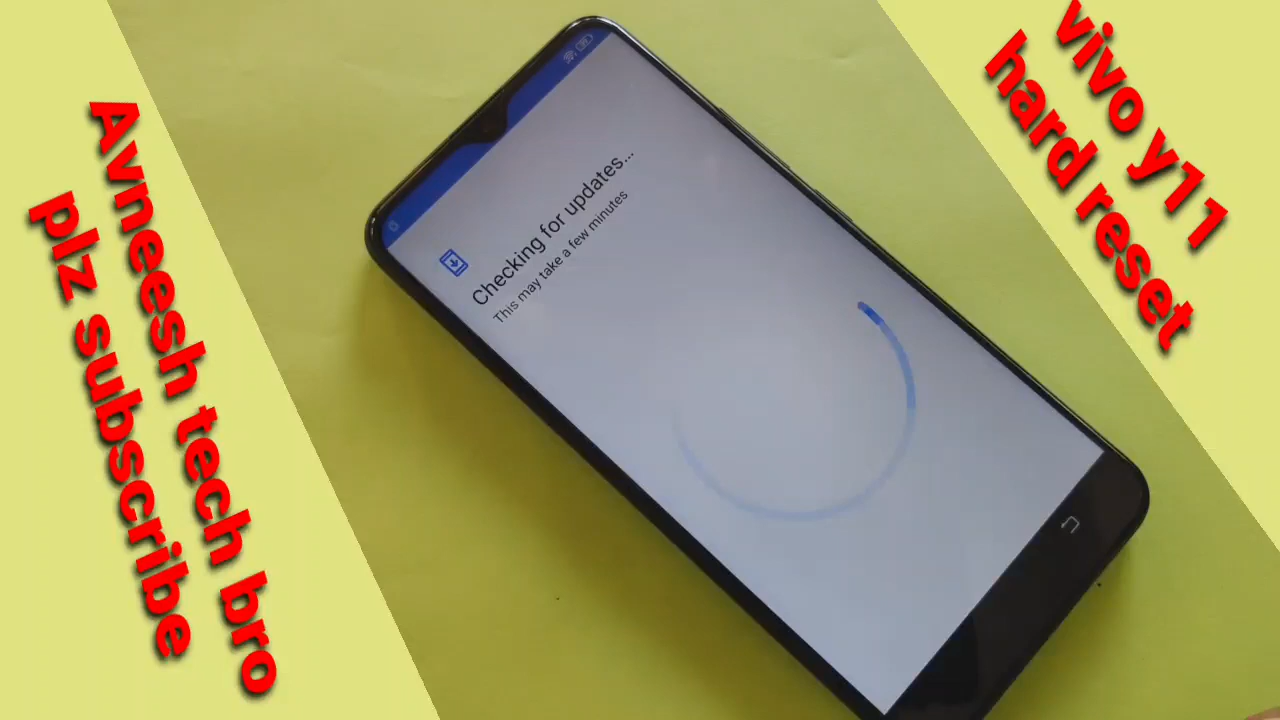 Avneesh tech bro
plz subscribe
Checking for updates...
This may take a few minutes
vivo y11
hard reset